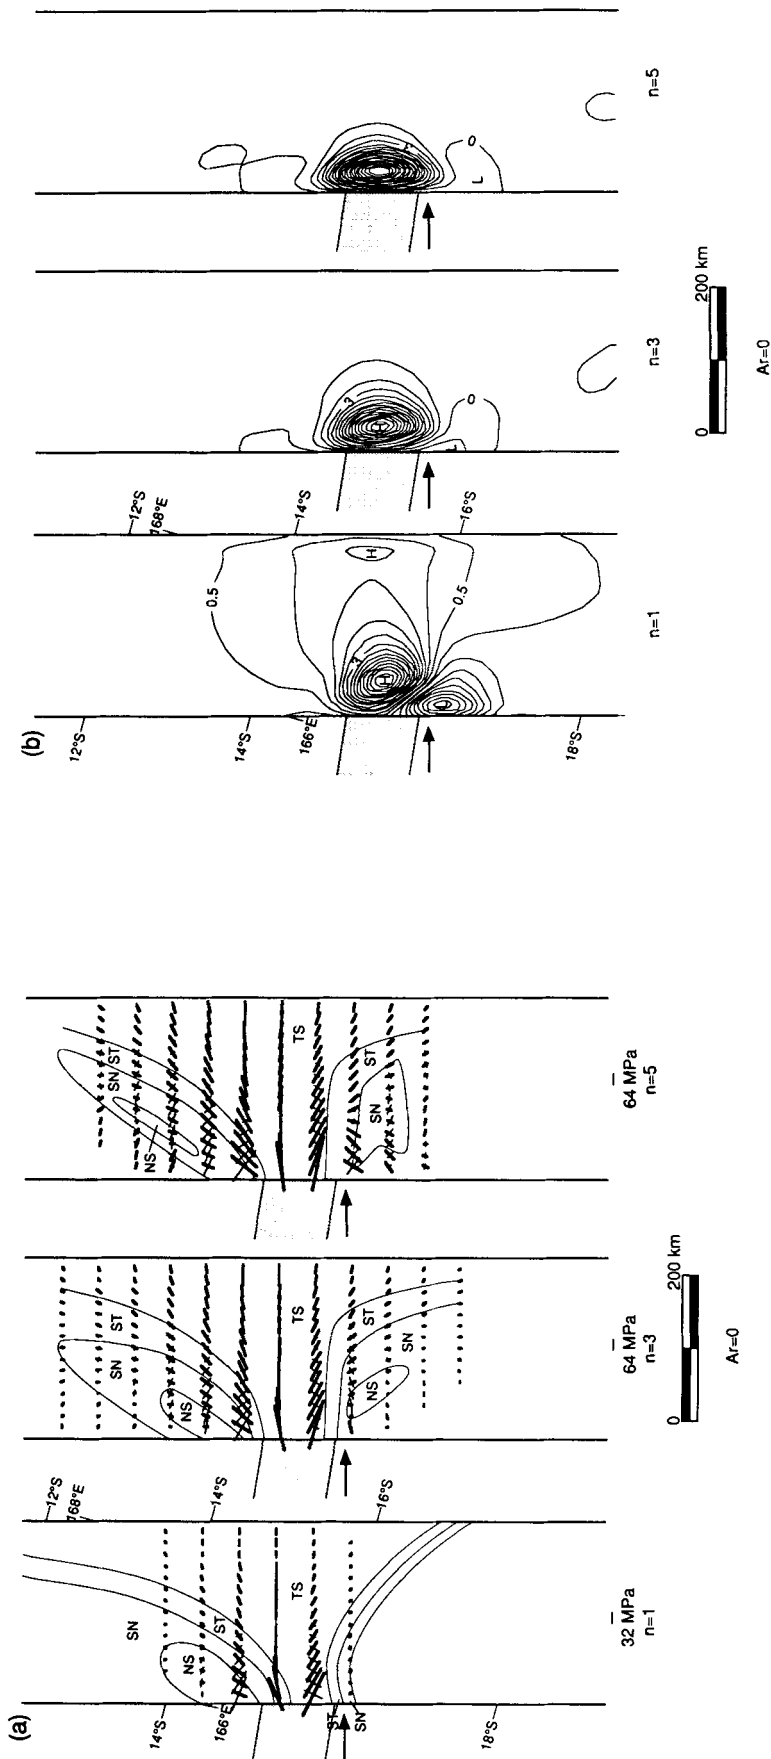 (a)
14°S
166°E
18°S
SN
NS
ST
TS
ST
SN
32 MPa
n=1
12°S
168°E
14°S
16°S
SN
ST
NS
TS
ST
SN
NS
64 MPa
n=3
SN
ST
NS
TS
ST
SN
64 MPa
n=5
0
200 km
Ar=0
(b)
12°S
14°S
166°E
18°S
0.5
H
3
H
0.5
L
n=1
12°S
168°E
14°S
16°S
3
H
0
L
n=3
3
0
L
n=5
0
200 km
Ar=0